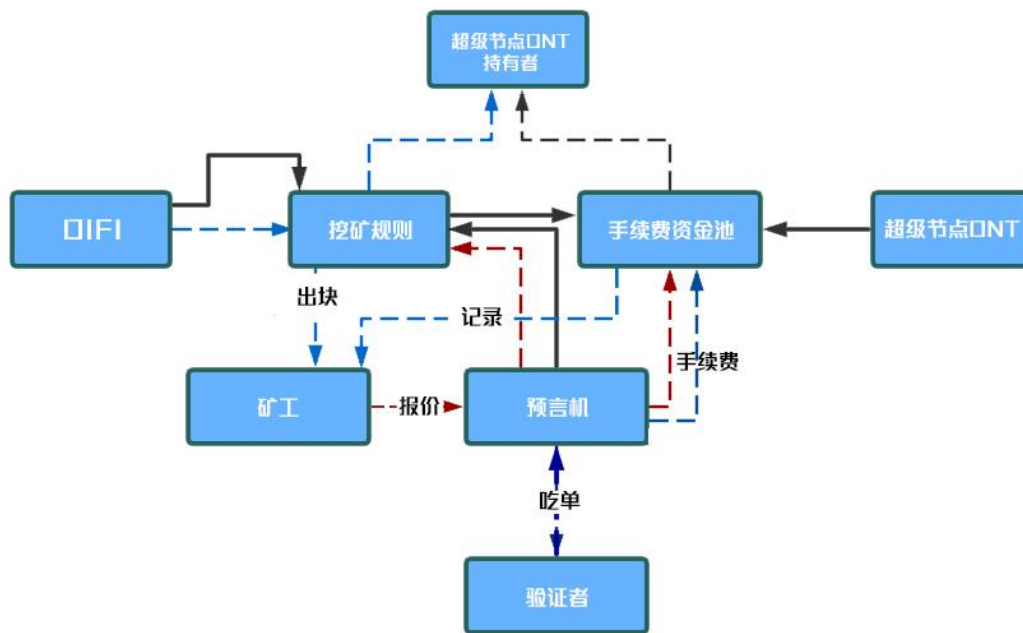 超级节点ONT
持有者
OIFI
挖矿规则
手续费资金池
超级节点ONT
出块
记录
手续费
矿工
报价
预言机
吃单
验证者